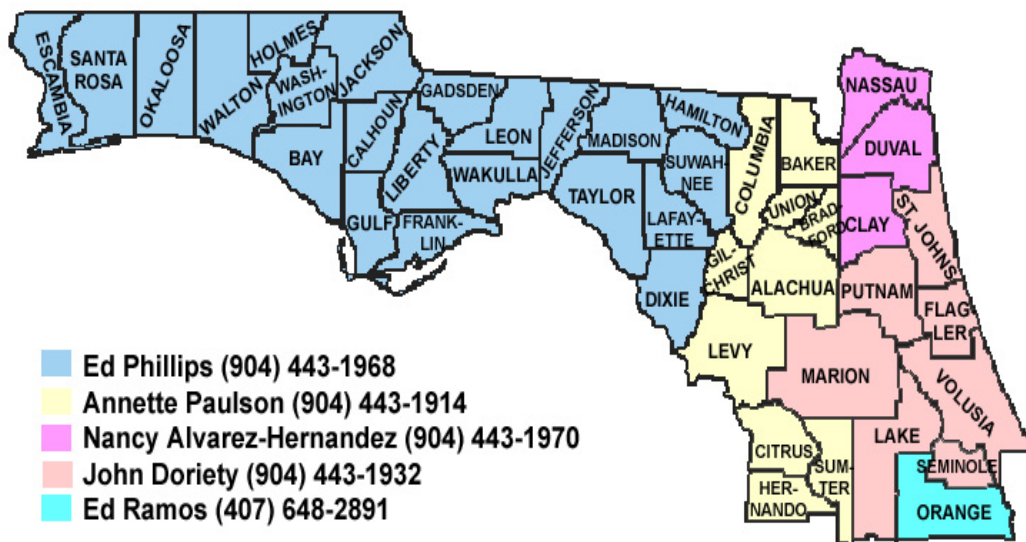 ESCAMBIA
SANTA
ROSA
OKALOOSA
WALTON
HOLMES
WASH-
INGTON
JACKSON
BAY
CALHOUN
GULF
LIBERTY
FRANK-
LIN
GADSDEN
LEON
WAKULLA
JEFFERSON
MADISON
TAYLOR
HAMILTON
SUWAH-
NEE
LAFAY-
ETTE
DIXIE
COLUMBIA
BAKER
UNION
BRAD-
FORD
GIL-
CHRIST
ALACHUA
LEVY
NASSAU
DUVAL
CLAY
ST. JOHNS
PUTNAM
FLAG-
LER
MARION
VOLUSIA
LAKE
SEMINOLE
ORANGE
CITRUS
SUM-
TER
HER-
NANDO
Ed Phillips (904) 443-1968
Annette Paulson (904) 443-1914
Nancy Alvarez-Hernandez (904) 443-1970
John Doriety (904) 443-1932
Ed Ramos (407) 648-2891